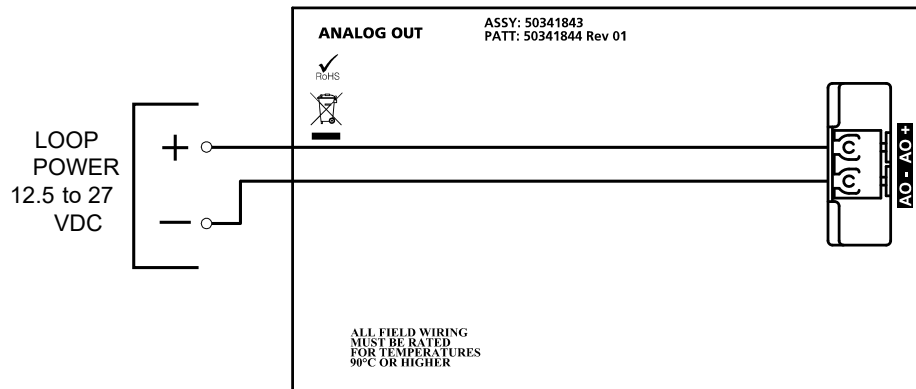 ANALOG OUT
ASSY: 50341843
PATT: 50341844 Rev 01
RoHS
LOOP
POWER
12.5 to 27
VDC
+
—
AO - AO +
ALL FIELD WIRING
MUST BE RATED
FOR TEMPERATURES
90°C OR HIGHER